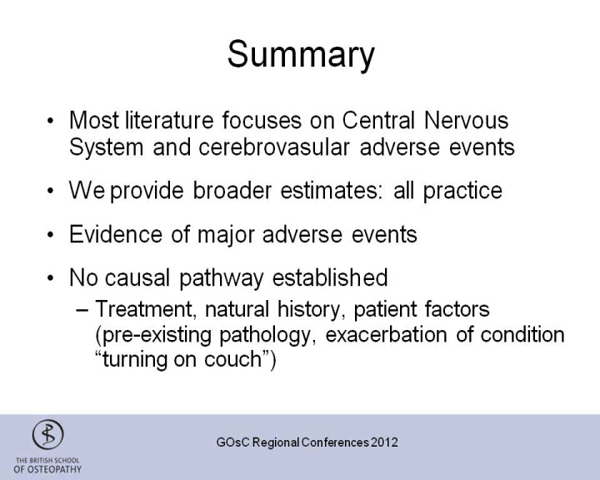 Summary
• Most literature focuses on Central Nervous
System and cerebrovasular adverse events
• We provide broader estimates: all practice
• Evidence of major adverse events
• No causal pathway established
– Treatment, natural history, patient factors
(pre-existing pathology, exacerbation of condition
“turning on couch”)
GOsC Regional Conferences 2012
THE BRITISH SCHOOL
OF OSTEOPATHY